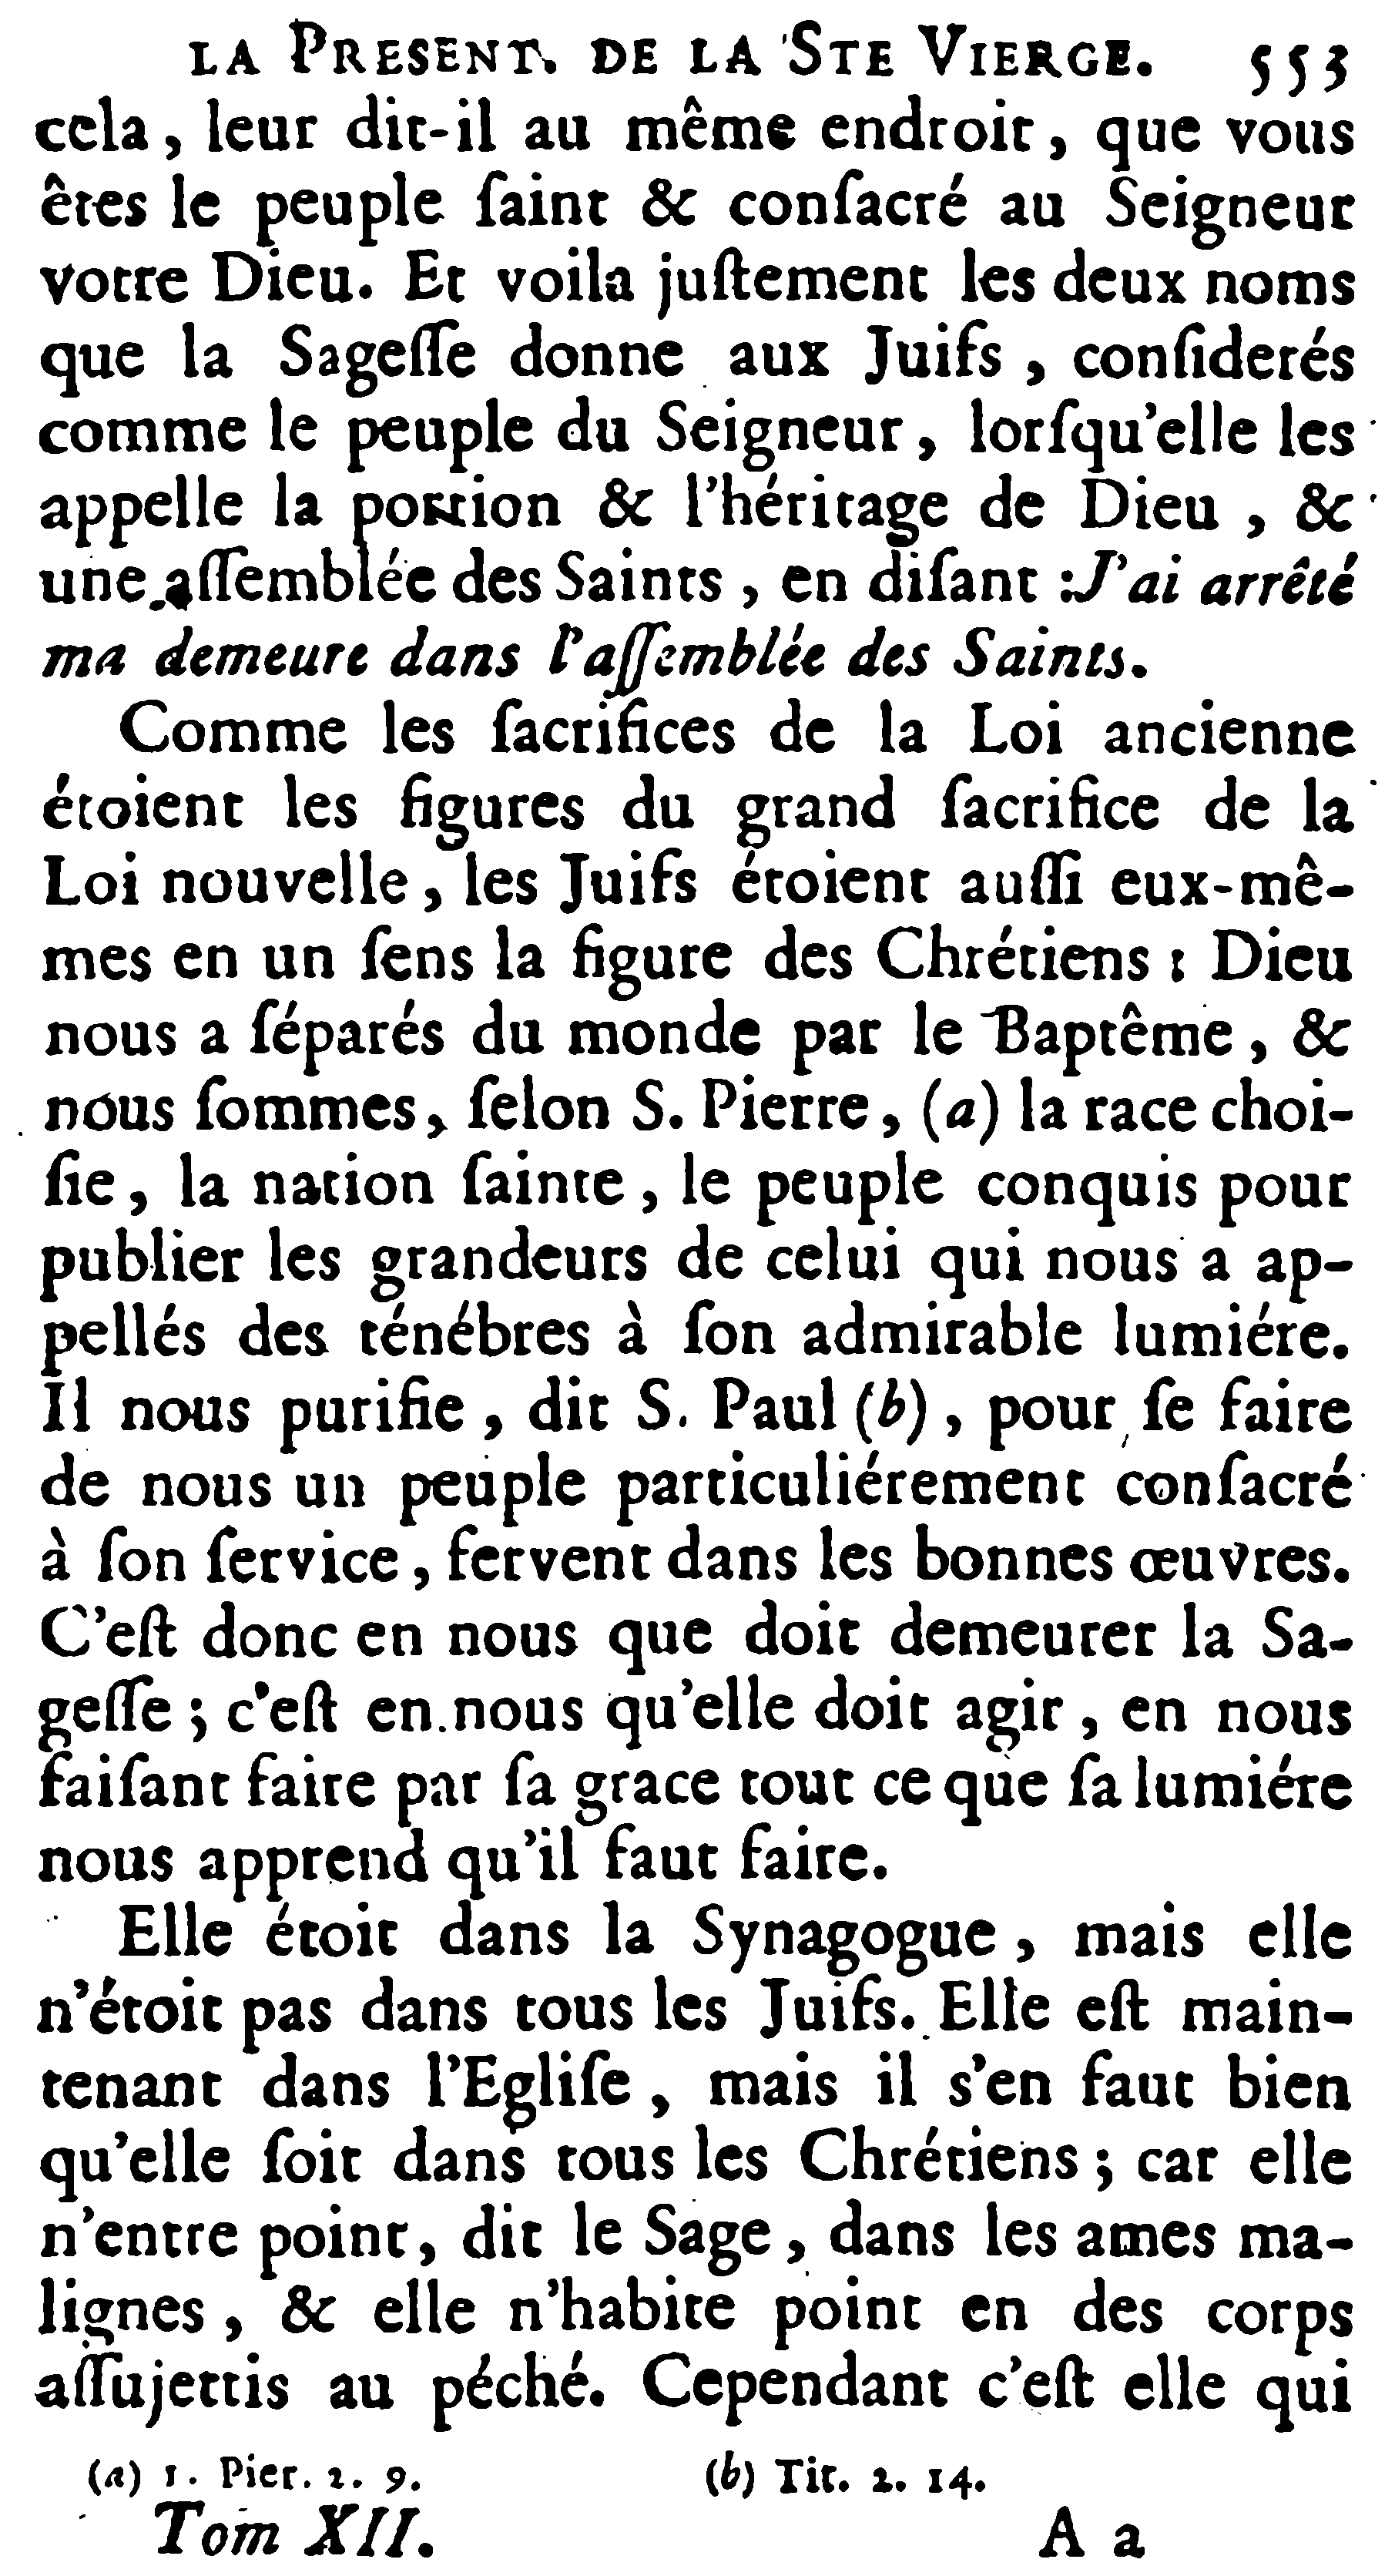 LA PRESENT. DE LA STE VIERGE. 553
cela, leur dit-il au même endroit, que vous
êtes le peuple ſaint & conſacré au Seigneur
votre Dieu. Et voila juſtement les deux noms
que la Sageſſe donne aux Juifs, conſiderés
comme le peuple du Seigneur, lorſqu'elle les
appelle la portion & l'héritage de Dieu, &
une aſſemblée des Saints, en diſant : J'ai arrêté
ma demeure dans l'aſſemblée des Saints.
Comme les ſacrifices de la Loi ancienne
étoient les figures du grand ſacrifice de la
Loi nouvelle, les Juifs étoient auſſi eux-mê-
mes en un ſens la figure des Chrétiens : Dieu
nous a ſéparés du monde par le Baptême, &
nous ſommes, ſelon S. Pierre, (a) la race choi-
ſie, la nation ſainte, le peuple conquis pour
publier les grandeurs de celui qui nous a ap-
pellés des ténébres à ſon admirable lumiére.
Il nous purifie, dit S. Paul (b), pour ſe faire
de nous un peuple particuliérement conſacré
à ſon ſervice, fervent dans les bonnes œuvres.
C'eſt donc en nous que doit demeurer la Sa-
geſſe ; c'eſt en nous qu'elle doit agir, en nous
faiſant faire par ſa grace tout ce que ſa lumiére
nous apprend qu'il faut faire.
Elle étoit dans la Synagogue, mais elle
n'étoit pas dans tous les Juifs. Elle eſt main-
tenant dans l'Egliſe, mais il s'en faut bien
qu'elle ſoit dans tous les Chrétiens ; car elle
n'entre point, dit le Sage, dans les ames ma-
lignes, & elle n'habite point en des corps
aſſujettis au péché. Cependant c'eſt elle qui
(a) 1. Pier. 2. 9. (b) Tit. 2. 14.
Tom XII. A a